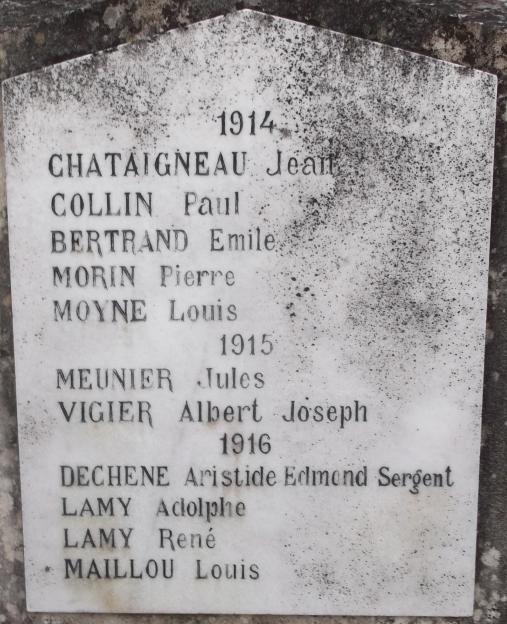 1914
CHATAIGNEAU Jean
COLLIN Paul
BERTRAND Emile
MORIN Pierre
MOYNE Louis
1915
MEUNIER Jules
VIGIER Albert Joseph
1916
DECHENE Aristide Edmond Sergent
LAMY Adolphe
LAMY René
MAILLOU Louis